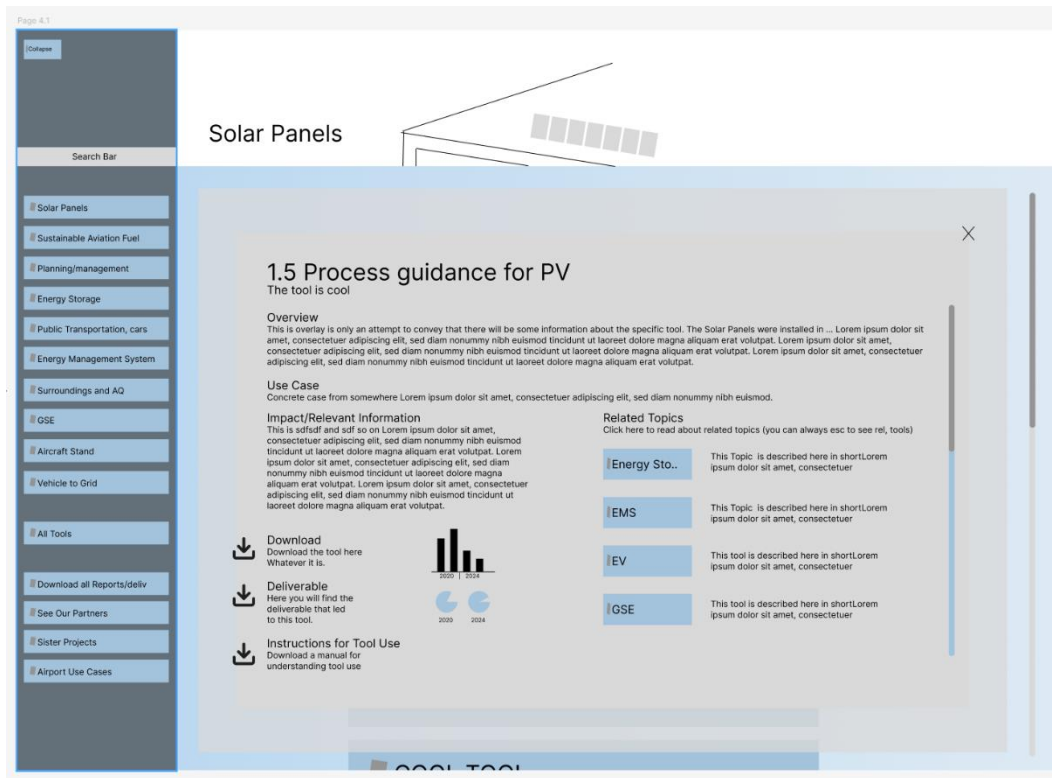 Page 4.1
Collapse
Search Bar
Solar Panels
Sustainable Aviation Fuel
Planning/management
Energy Storage
Public Transportation, cars
Energy Management System
Surroundings and AQ
GSE
Aircraft Stand
Vehicle to Grid
All Tools
Download all Reports/deliv
See Our Partners
Sister Projects
Airport Use Cases
Solar Panels
1.5 Process guidance for PV
The tool is cool
Overview
This is overlay is only an attempt to convey that there will be some information about the specific tool. The Solar Panels were installed in ... Lorem ipsum dolor sit
amet, consectetuer adipiscing elit, sed diam nonummy nibh euismod tincidunt ut laoreet dolore magna aliquam erat volutpat. Lorem ipsum dolor sit amet,
consectetuer adipiscing elit, sed diam nonummy nibh euismod tincidunt ut laoreet dolore magna aliquam erat volutpat. Lorem ipsum dolor sit amet, consectetuer
adipiscing elit, sed diam nonummy nibh euismod tincidunt ut laoreet dolore magna aliquam erat volutpat.
Use Case
Concrete case from somewhere Lorem ipsum dolor sit amet, consectetuer adipiscing elit, sed diam nonummy nibh euismod.
Impact/Relevant Information
This is sdfsdf and sdf so on Lorem ipsum dolor sit amet,
consectetuer adipiscing elit, sed diam nonummy nibh euismod
tincidunt ut laoreet dolore magna aliquam erat volutpat. Lorem
ipsum dolor sit amet, consectetuer adipiscing elit, sed diam
nonummy nibh euismod tincidunt ut laoreet dolore magna
aliquam erat volutpat. Lorem ipsum dolor sit amet, consectetuer
adipiscing elit, sed diam nonummy nibh euismod tincidunt ut
laoreet dolore magna aliquam erat volutpat.
Download
Download the tool here
Whatever it is.
Deliverable
Here you will find the
deliverable that led
to this tool.
Instructions for Tool Use
Download a manual for
understanding tool use
2020 | 2024
2020 2024
Related Topics
Click here to read about related topics (you can always esc to see rel, tools)
Energy Sto..
This Topic is described here in shortLorem
ipsum dolor sit amet, consectetuer
EMS
This Topic is described here in shortLorem
ipsum dolor sit amet, consectetuer
EV
This tool is described here in shortLorem
ipsum dolor sit amet, consectetuer
GSE
This tool is described here in shortLorem
ipsum dolor sit amet, consectetuer
COOL TOOL